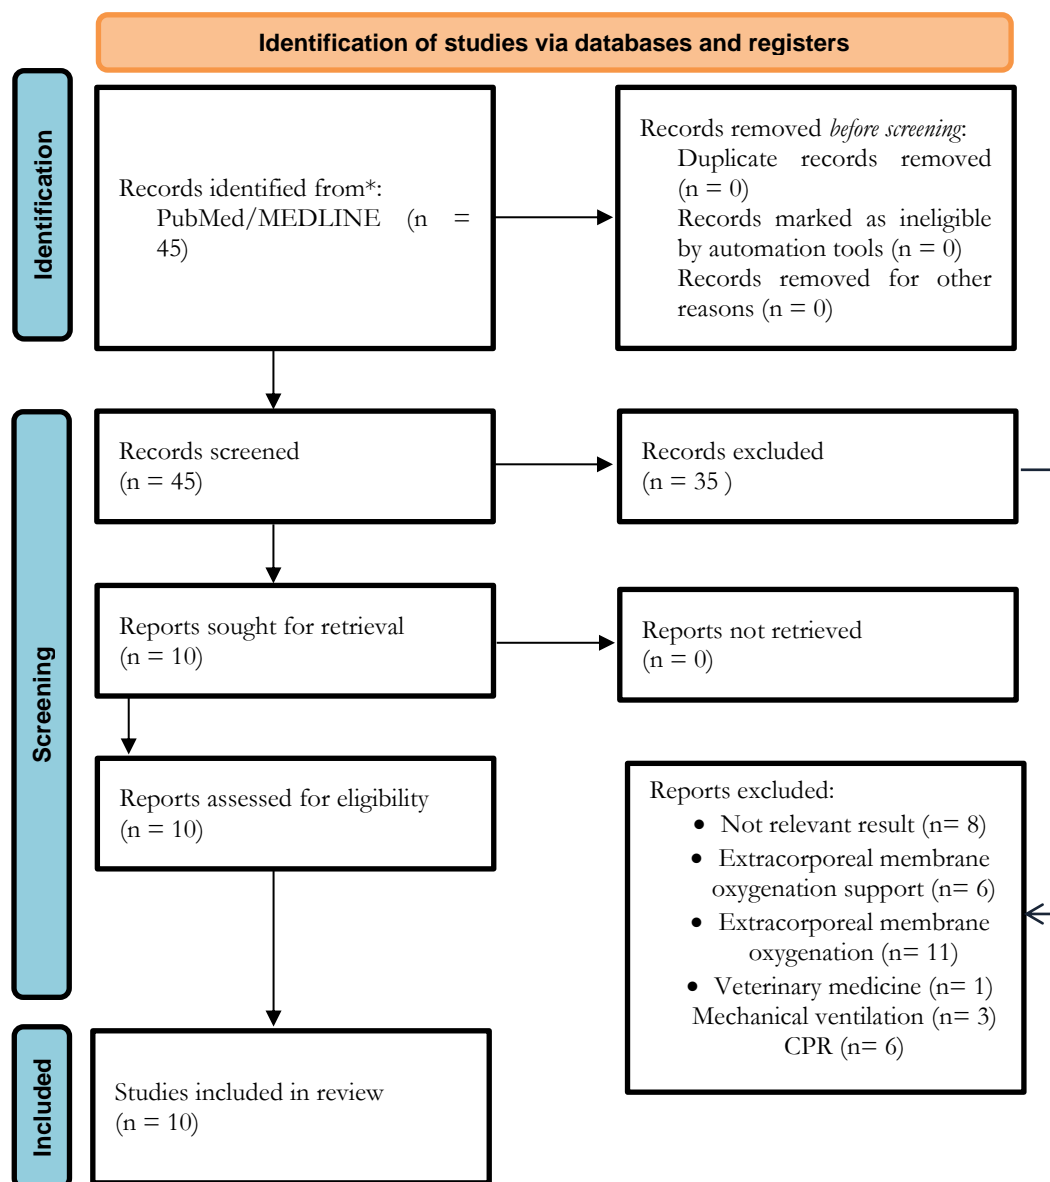 Identification of studies via databases and registers
Identification
Records identified from*:
PubMed/MEDLINE (n =
45)
Records removed before screening:
Duplicate records removed
(n = 0)
Records marked as ineligible
by automation tools (n = 0)
Records removed for other
reasons (n = 0)
Screening
Records screened
(n = 45)
Records excluded
(n = 35 )
Reports sought for retrieval
(n = 10)
Reports not retrieved
(n = 0)
Reports assessed for eligibility
(n = 10)
Reports excluded:
• Not relevant result (n= 8)
• Extracorporeal membrane
oxygenation support (n= 6)
• Extracorporeal membrane
oxygenation (n= 11)
• Veterinary medicine (n= 1)
Mechanical ventilation (n= 3)
CPR (n= 6)
Included
Studies included in review
(n = 10)